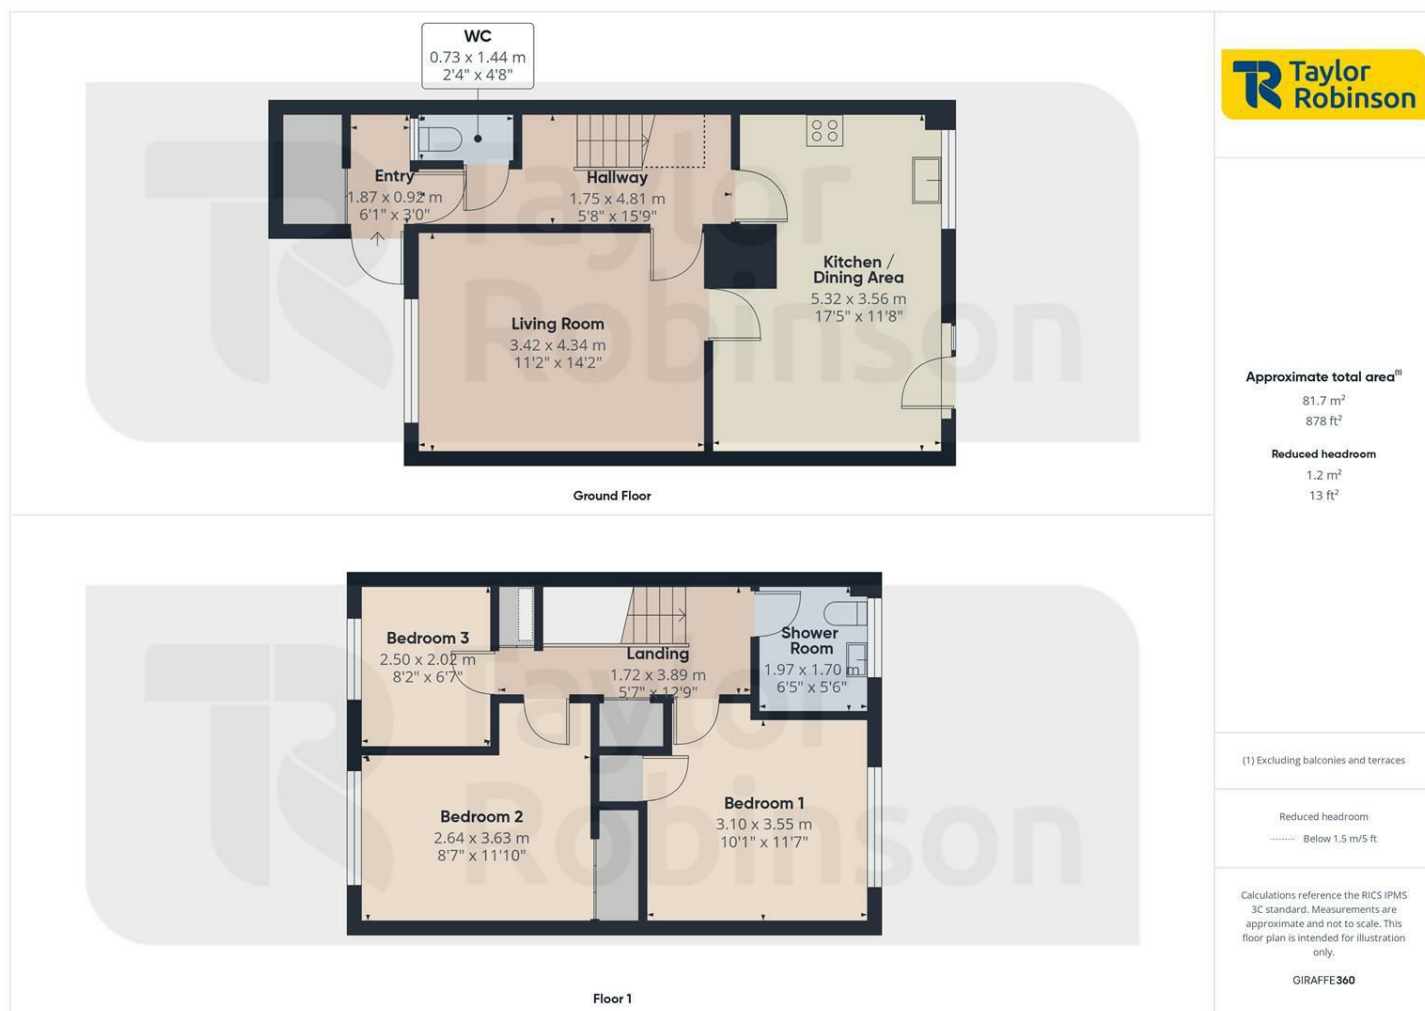 WC
0.73 x 1.44 m
2'4" x 4'8"
Entry
1.87 x 0.92 m
6'1" x 3'0"
Hallway
1.75 x 4.81 m
5'8" x 15'9"
Kitchen /
Dining Area
5.32 x 3.56 m
17'5" x 11'8"
Living Room
3.42 x 4.34 m
11'2" x 14'2"
Taylor
Robinson
Ground Floor
Bedroom 3
2.50 x 2.02 m
8'2" x 6'7"
Landing
1.72 x 3.89 m
5'7" x 12'9"
Shower
Room
1.97 x 1.70 m
6'5" x 5'6"
Bedroom 2
2.64 x 3.63 m
8'7" x 11'10"
Bedroom 1
3.10 x 3.55 m
10'1" x 11'7"
Taylor
Robinson
Floor 1
Taylor
Robinson
Approximate total area⁽¹⁾
81.7 m²
878 ft²
Reduced headroom
1.2 m²
13 ft²
(1) Excluding balconies and terraces
Reduced headroom
Below 1.5 m/5 ft
Calculations reference the RICS IPMS
3C standard. Measurements are
approximate and not to scale. This
floor plan is intended for illustration
only.
GIRAFFE360